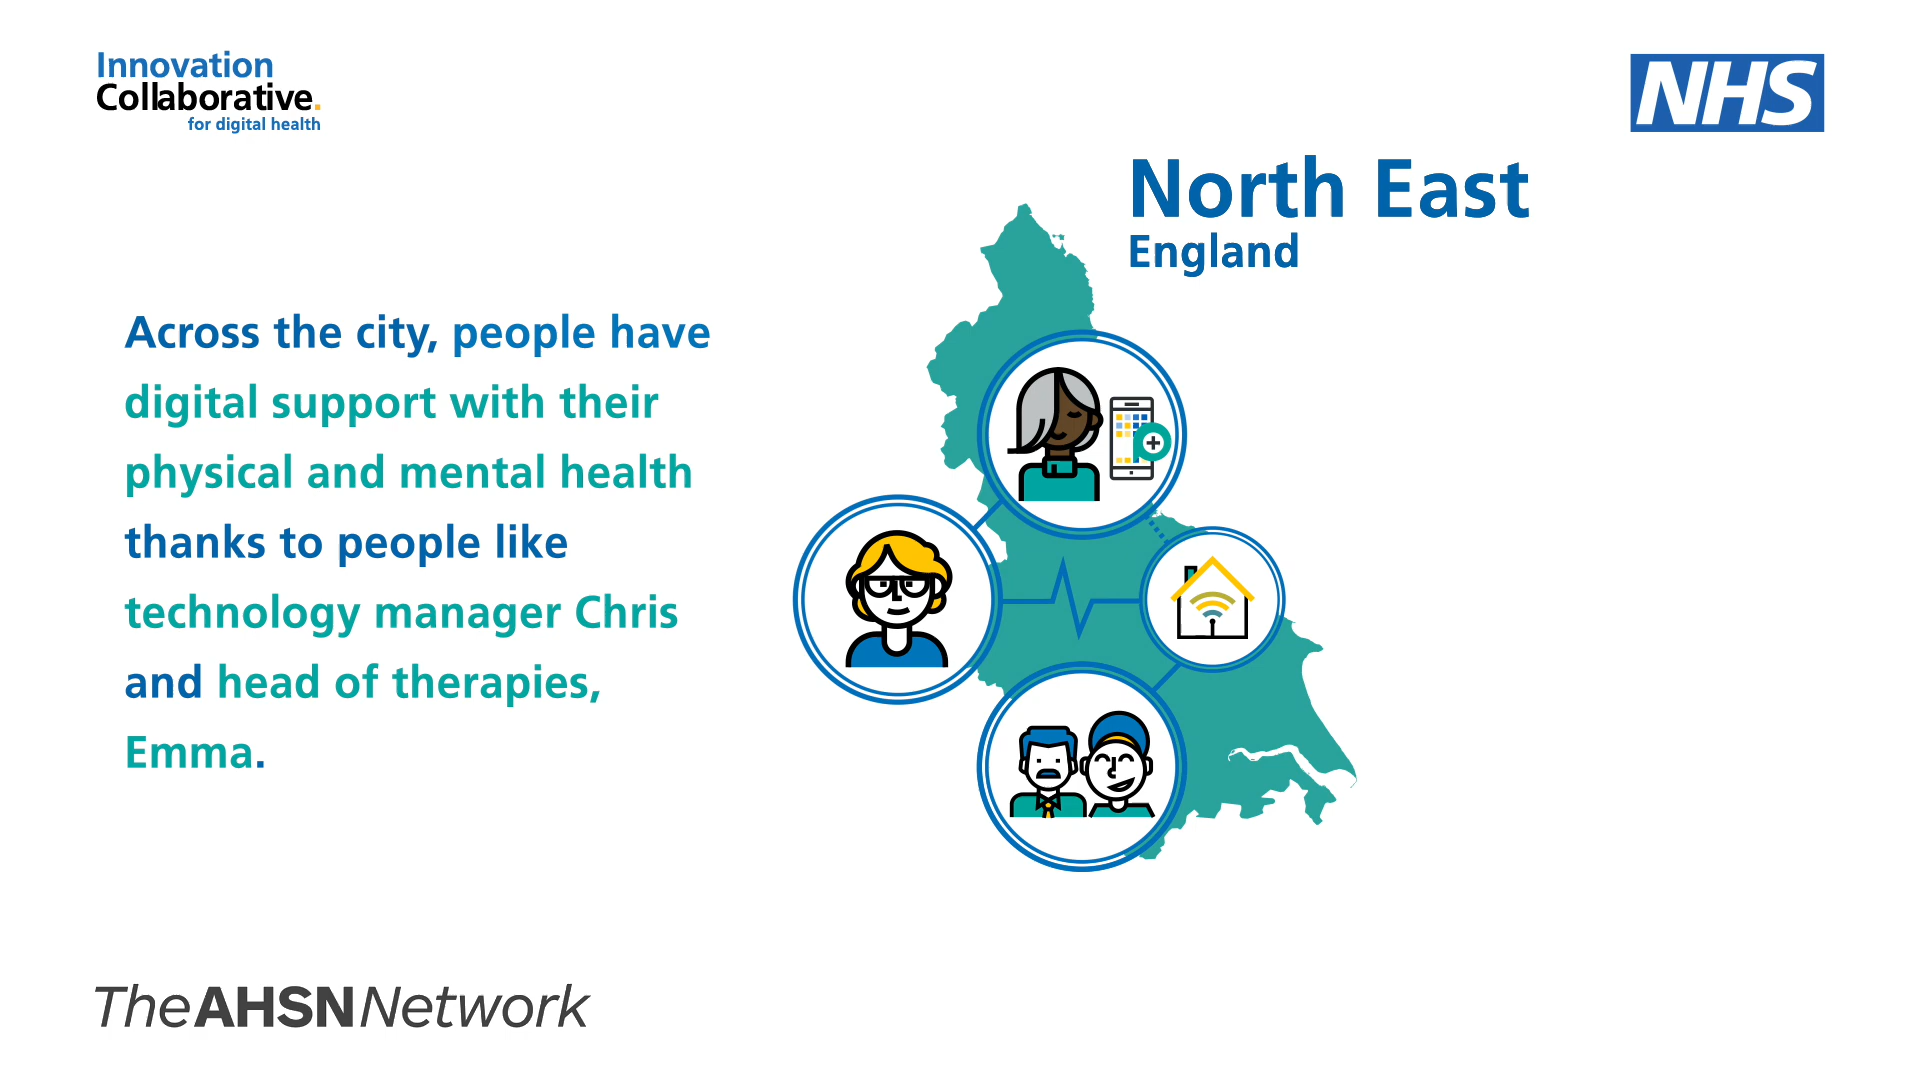 Innovation
Collaborative.
for digital health
NHS
North East
England
Across the city, people have
digital support with their
physical and mental health
thanks to people like
technology manager Chris
and head of therapies,
Emma.
TheAHSNNetwork